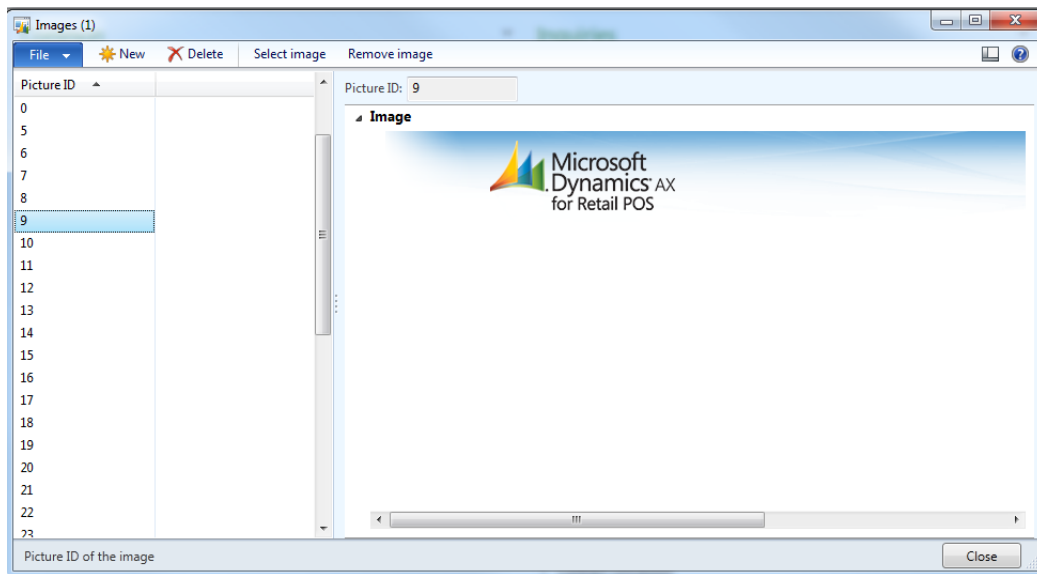 Images (1)
File New Delete Select image Remove image
Picture ID
0
5
6
7
8
9
10
11
12
13
14
15
16
17
18
19
20
21
22
23
Picture ID: 9
Image
Microsoft
Dynamics AX
for Retail POS
Picture ID of the image
Close